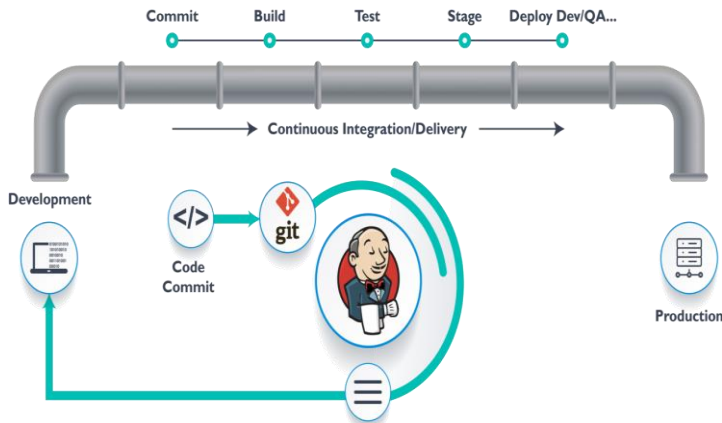 Commit Build Test Stage Deploy Dev/QA...
Continuous Integration/Delivery
Development
</>
git
Code
Commit
Production